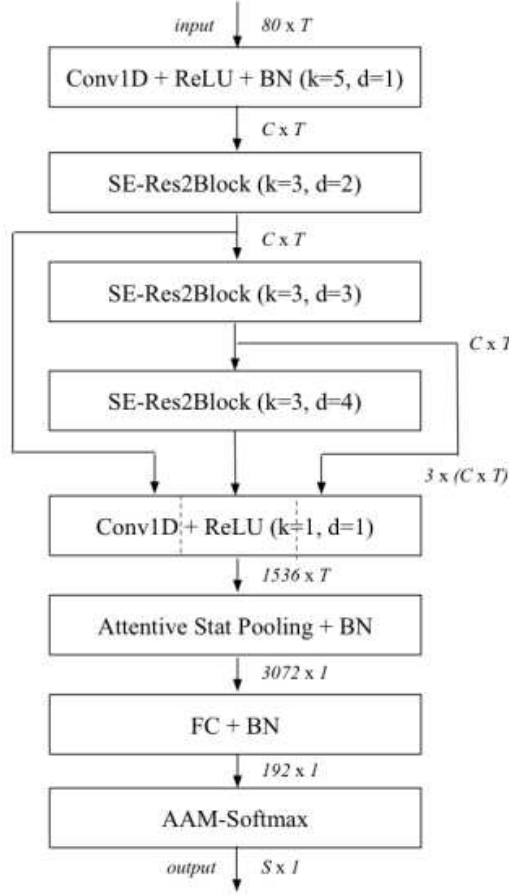 input 80 x T
Conv1D + ReLU + BN (k=5, d=1)
C x T
SE-Res2Block (k=3, d=2)
C x T
SE-Res2Block (k=3, d=3)
C x T
SE-Res2Block (k=3, d=4)
3 x (C x T)
Conv1D + ReLU (k=1, d=1)
1536 x T
Attentive Stat Pooling + BN
3072 x 1
FC + BN
192 x 1
AAM-Softmax
output S x 1